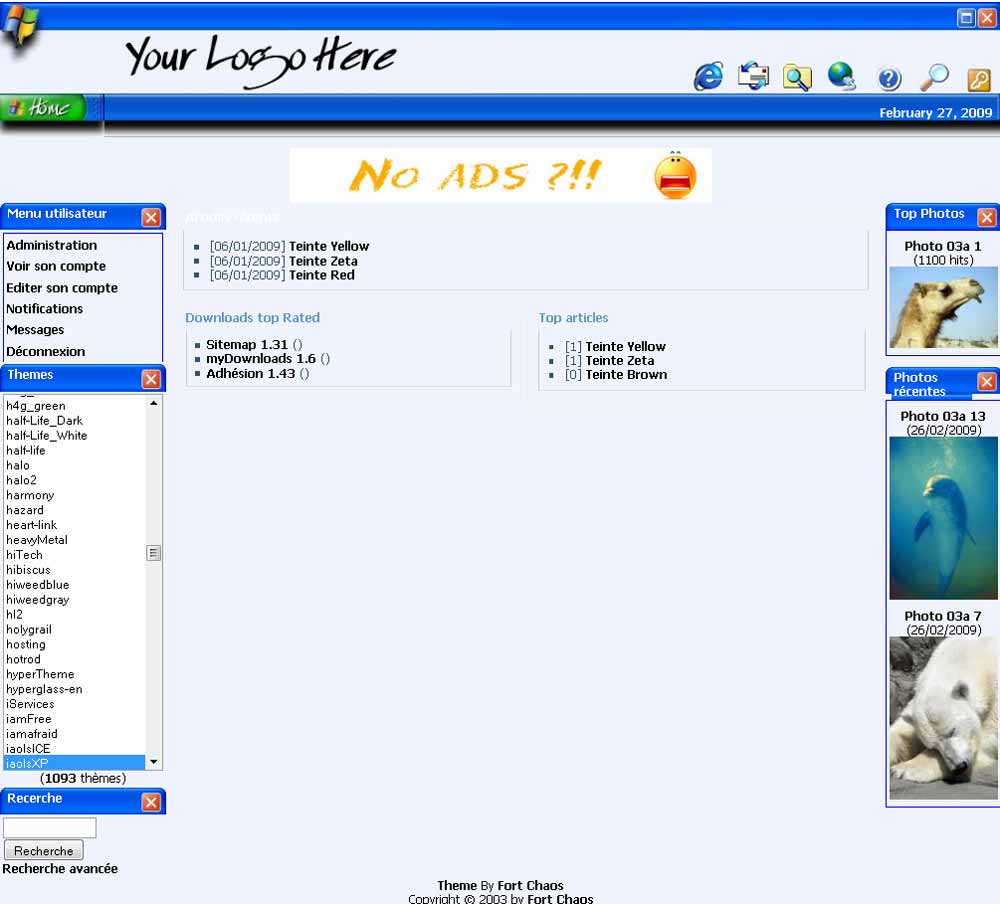 Your Logo Here
Home
February 27, 2009
No ADS ?!!
Menu utilisateur
Administration
Voir son compte
Editer son compte
Notifications
Messages
Déconnexion
Themes
h4g_green
half-Life_Dark
half-Life_White
half-life
halo
halo2
harmony
hazard
heart-link
heavyMetal
hiTech
hibiscus
hiweedblue
hiweedgray
hl2
holygrail
hosting
hotrod
hyperTheme
hyperglass-en
iServices
iamFree
iamafraid
iaoIsICE
iaoIsXP
(1093 thèmes)
Recerche
Recherche
Recherche avancée
[06/01/2009] Teinte Yellow
[06/01/2009] Teinte Zeta
[06/01/2009] Teinte Red
Downloads top Rated
Sitemap 1.31 ()
myDownloads 1.6 ()
Adhésion 1.43 ()
Top articles
[1] Teinte Yellow
[1] Teinte Zeta
[0] Teinte Brown
Top Photos
Photo 03a 1
(1100 hits)
Photos
récentes
Photo 03a 13
(26/02/2009)
Photo 03a 7
(26/02/2009)
Theme By Fort Chaos
Copyright © 2003 by Fort Chaos